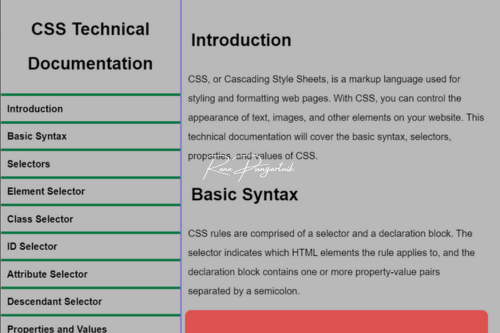 CSS Technical
Documentation
Introduction
Basic Syntax
Selectors
Element Selector
Class Selector
ID Selector
Attribute Selector
Descendant Selector
Properties and Values
Introduction
CSS, or Cascading Style Sheets, is a markup language used for
styling and formatting web pages. With CSS, you can control the
appearance of text, images, and other elements on your website. This
technical documentation will cover the basic syntax, selectors,
properties, and values of CSS.
Basic Syntax
CSS rules are comprised of a selector and a declaration block. The
selector indicates which HTML elements the rule applies to, and the
declaration block contains one or more property-value pairs
separated by a semicolon.